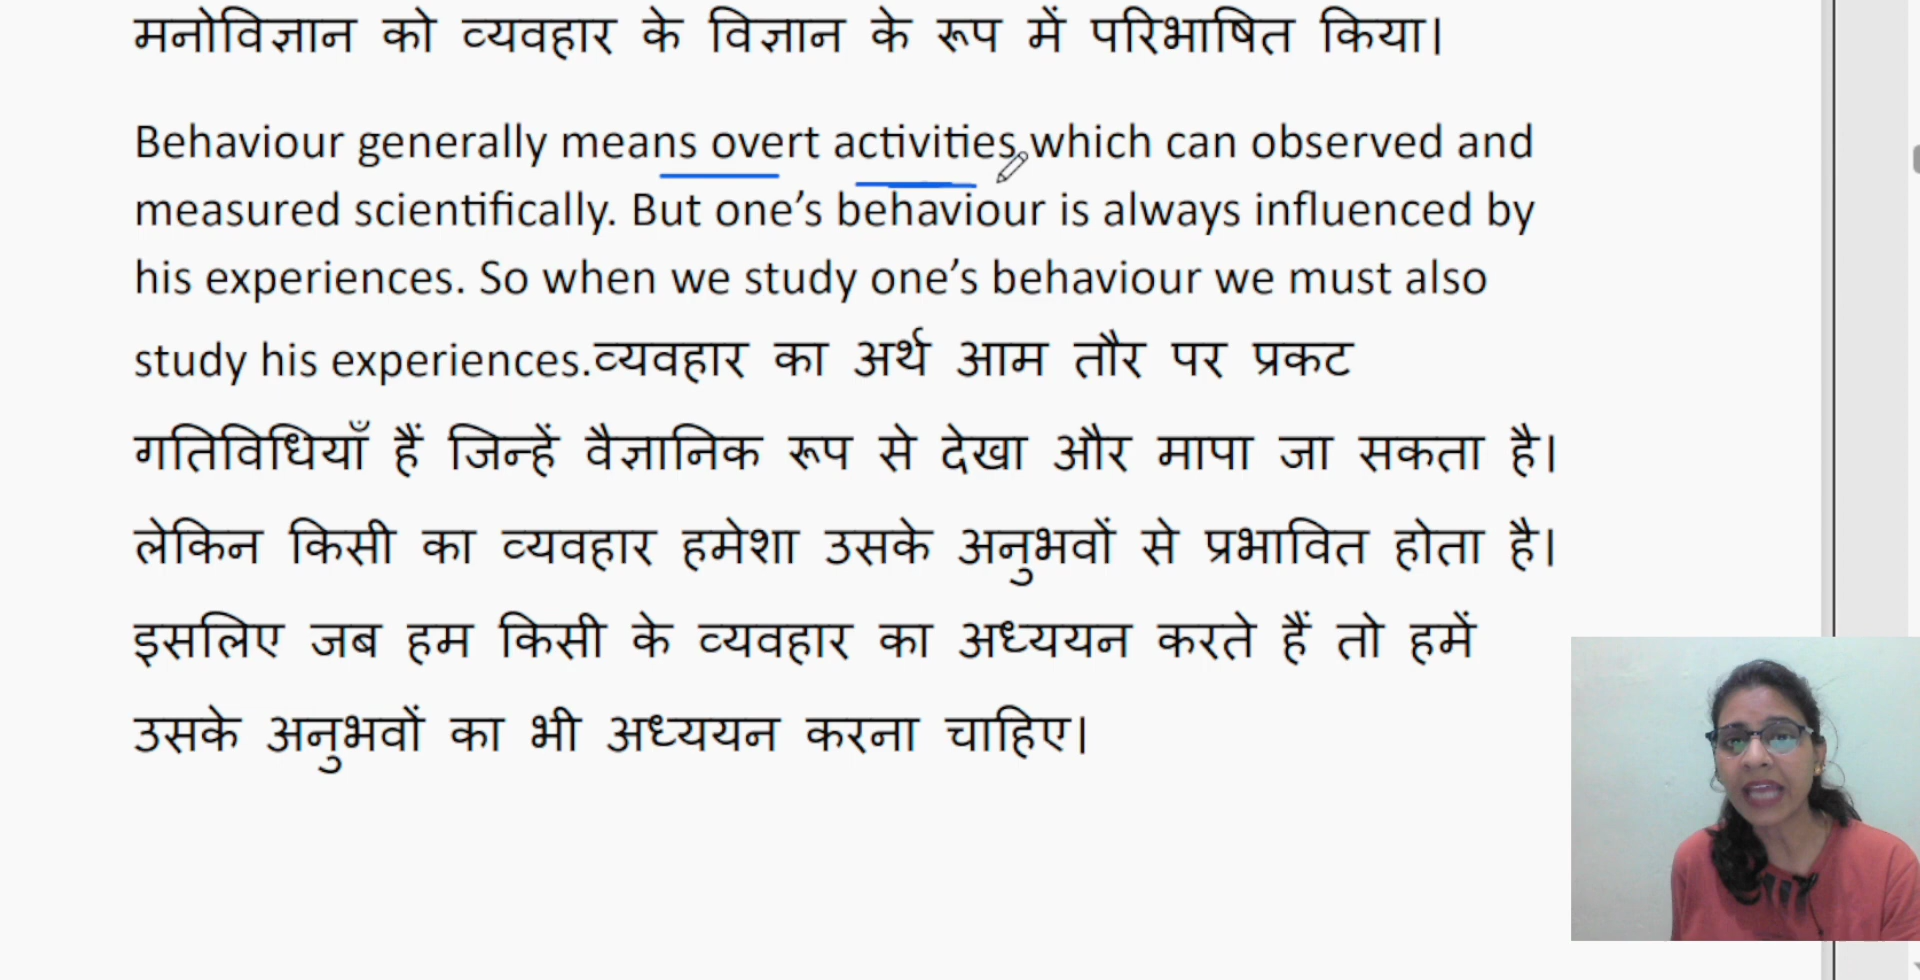 मनोविज्ञान को व्यवहार के विज्ञान के रूप में परिभाषित किया।
Behaviour generally means overt activities which can observed and
measured scientifically. But one’s behaviour is always influenced by
his experiences. So when we study one’s behaviour we must also
study his experiences.व्यवहार का अर्थ आम तौर पर प्रकट
गतिविधियाँ हैं जिन्हें वैज्ञानिक रूप से देखा और मापा जा सकता है।
लेकिन किसी का व्यवहार हमेशा उसके अनुभवों से प्रभावित होता है।
इसलिए जब हम किसी के व्यवहार का अध्ययन करते हैं तो हमें
उसके अनुभवों का भी अध्ययन करना चाहिए।